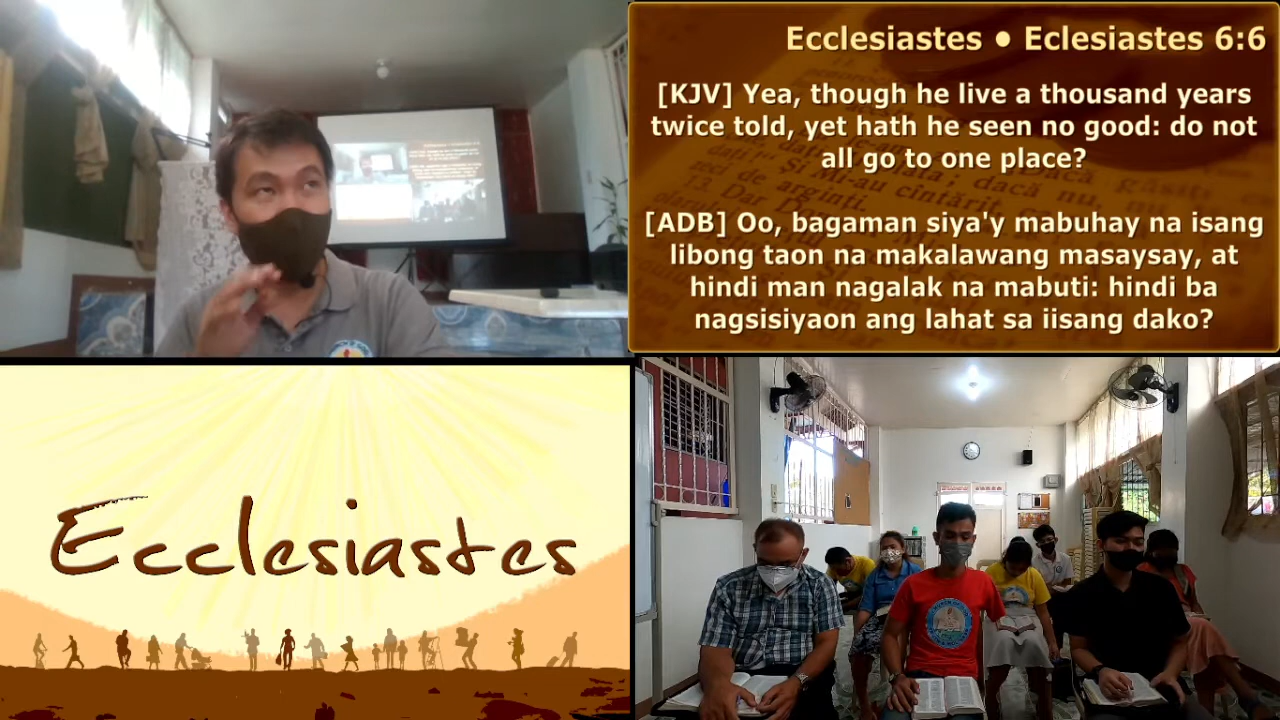 Ecclesiastes • Eclesiastes 6:6
[KJV] Yea, though he live a thousand years
twice told, yet hath he seen no good: do not
all go to one place?
[ADB] Oo, bagaman siya'y mabuhay na isang
libong taon na makalawang masaysay, at
hindi man nagalak na mabuti: hindi ba
nagsisiyaon ang lahat sa iisang dako?
Ecclesiastes